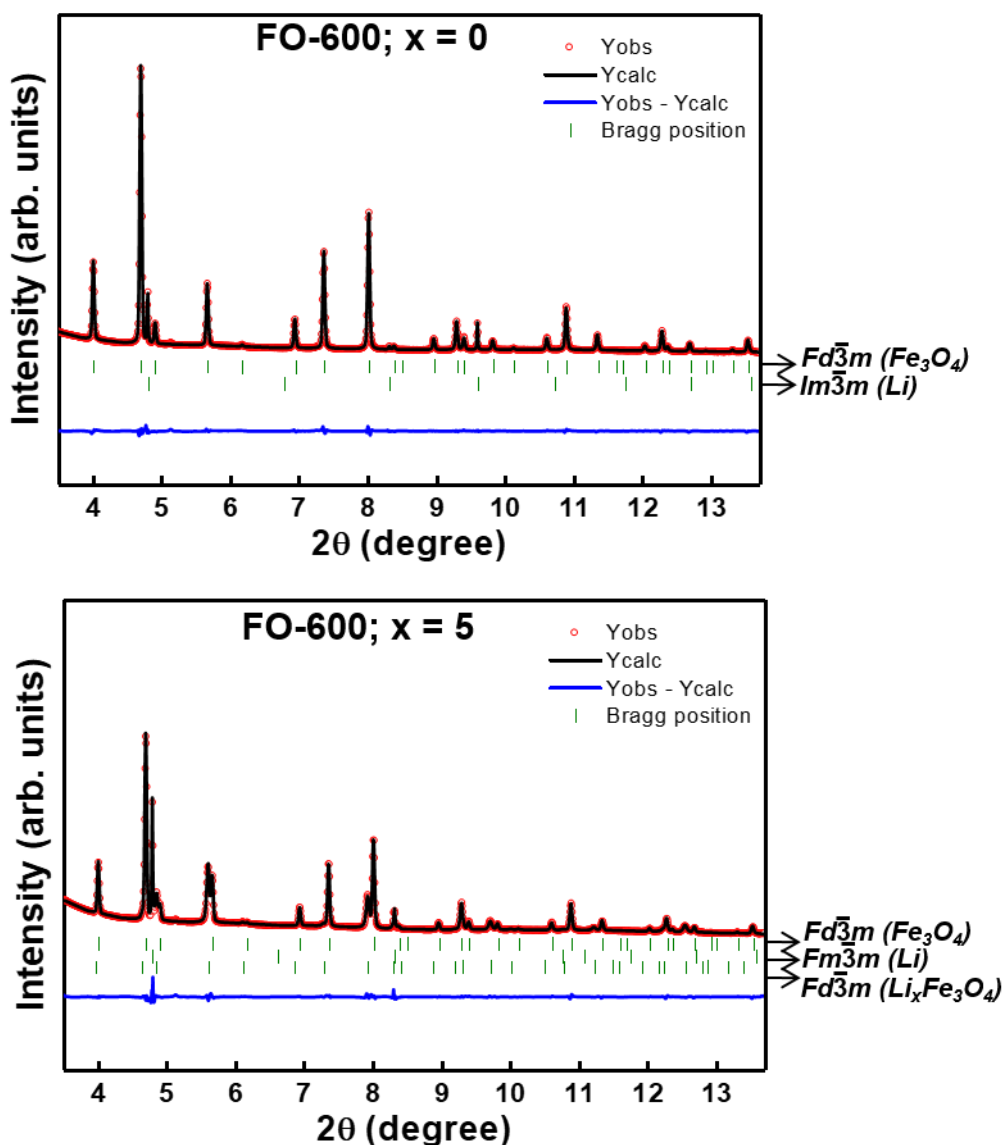 FO-600; x = 0
Yobs
Ycalc
Yobs - Ycalc
Bragg position
Intensity (arb. units)
Fd3̅m (Fe₃O₄)
Im3̅m (Li)
4 5 6 7 8 9 10 11 12 13
2θ (degree)
FO-600; x = 5
Yobs
Ycalc
Yobs - Ycalc
Bragg position
Intensity (arb. units)
Fd3̅m (Fe₃O₄)
Fm3̅m (Li)
Fd3̅m (LiₓFe₃O₄)
4 5 6 7 8 9 10 11 12 13
2θ (degree)